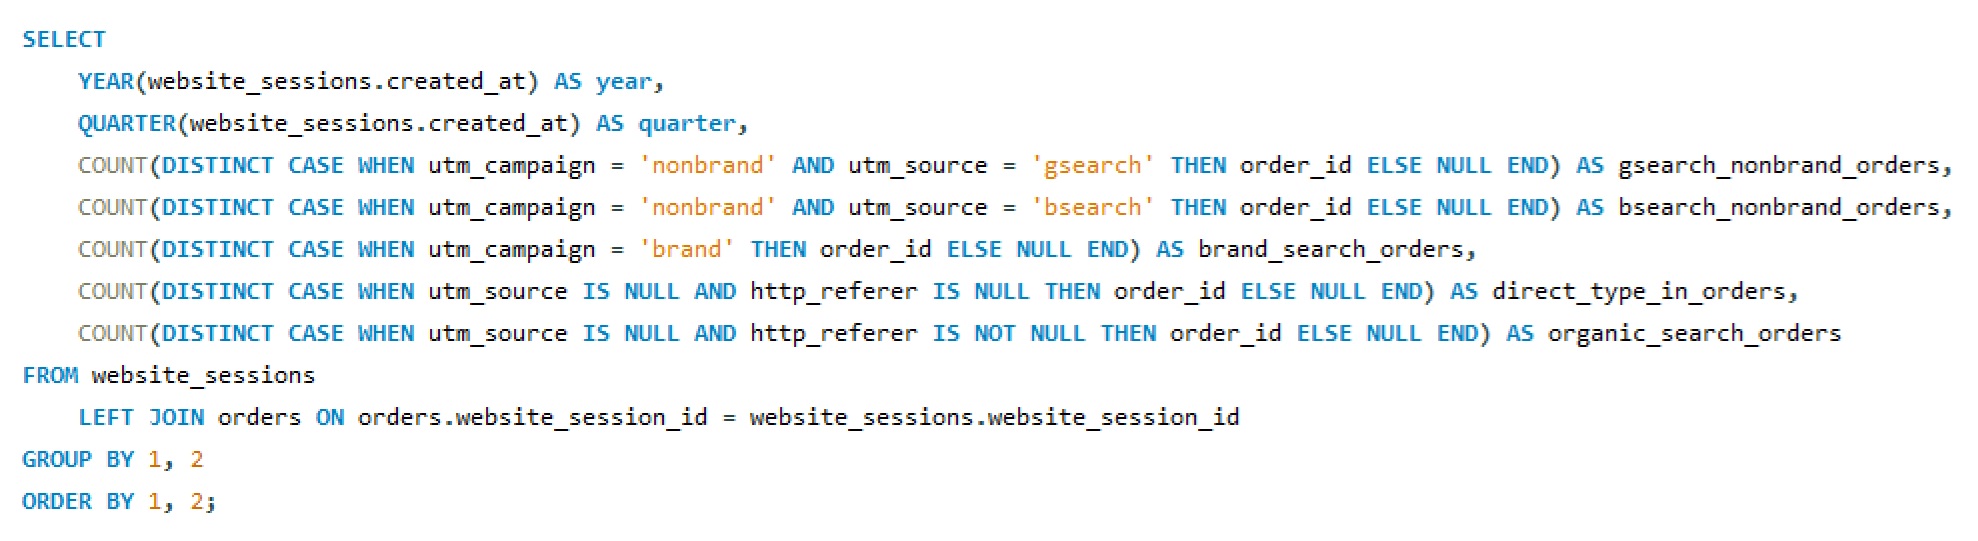 SELECT
YEAR(website_sessions.created_at) AS year,
QUARTER(website_sessions.created_at) AS quarter,
COUNT(DISTINCT CASE WHEN utm_campaign = 'nonbrand' AND utm_source = 'gsearch' THEN order_id ELSE NULL END) AS gsearch_nonbrand_orders,
COUNT(DISTINCT CASE WHEN utm_campaign = 'nonbrand' AND utm_source = 'bsearch' THEN order_id ELSE NULL END) AS bsearch_nonbrand_orders,
COUNT(DISTINCT CASE WHEN utm_campaign = 'brand' THEN order_id ELSE NULL END) AS brand_search_orders,
COUNT(DISTINCT CASE WHEN utm_source IS NULL AND http_referer IS NULL THEN order_id ELSE NULL END) AS direct_type_in_orders,
COUNT(DISTINCT CASE WHEN utm_source IS NULL AND http_referer IS NOT NULL THEN order_id ELSE NULL END) AS organic_search_orders
FROM website_sessions
LEFT JOIN orders ON orders.website_session_id = website_sessions.website_session_id
GROUP BY 1, 2
ORDER BY 1, 2;